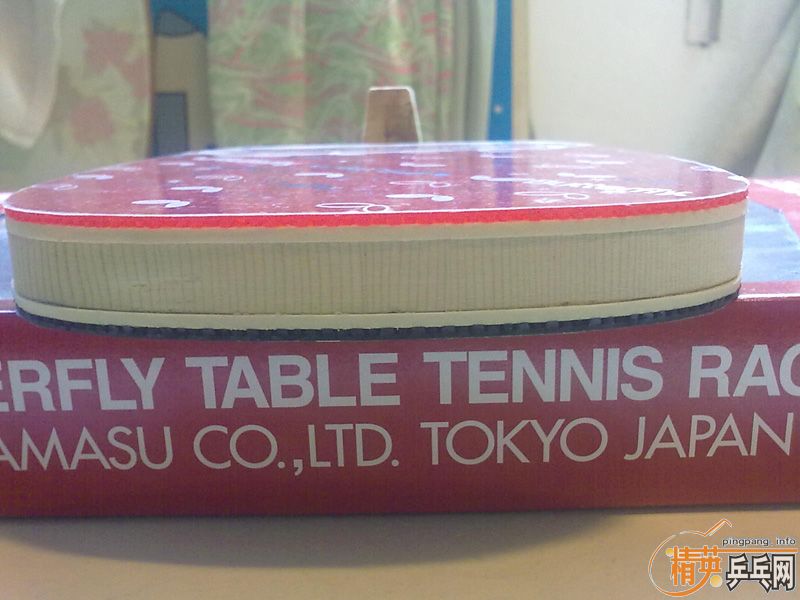 ERFLY TABLE TENNIS RAC
AMASU CO.,LTD. TOKYO JAPAN
pingpang.info
精英乒乓网